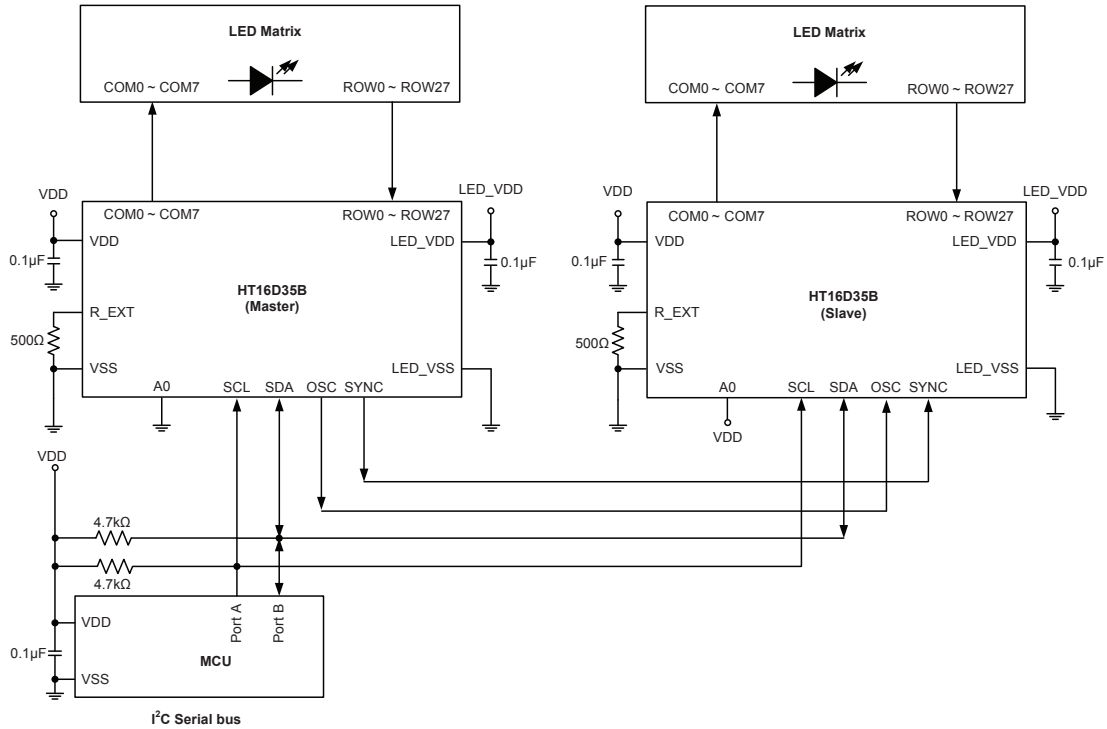 LED Matrix
COM0 ~ COM7 ROW0 ~ ROW27
LED Matrix
COM0 ~ COM7 ROW0 ~ ROW27
VDD
LED_VDD
COM0 ~ COM7 ROW0 ~ ROW27
VDD
LED_VDD
0.1μF
0.1μF
HT16D35B
(Master)
R_EXT
500Ω
VSS
LED_VSS
A0 SCL SDA OSC SYNC
VDD
LED_VDD
COM0 ~ COM7 ROW0 ~ ROW27
VDD
LED_VDD
0.1μF
0.1μF
HT16D35B
(Slave)
R_EXT
500Ω
VSS
LED_VSS
A0 SCL SDA OSC SYNC
VDD
VDD
4.7kΩ
4.7kΩ
Port A
Port B
VDD
0.1μF
MCU
VSS
I²C Serial bus